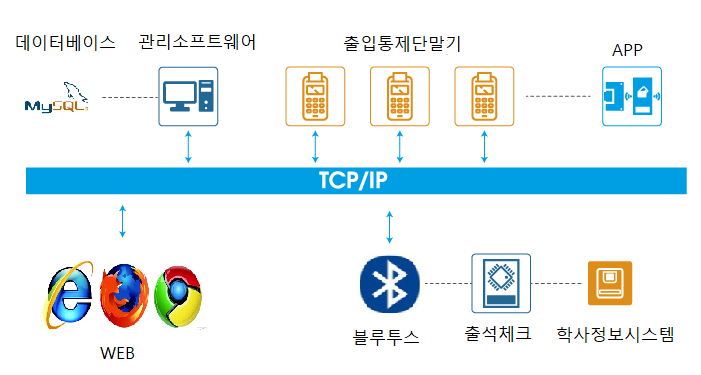 데이터베이스
관리소프트웨어
출입통제단말기
APP
MySQL
TCP/IP
WEB
블루투스
출석체크
학사정보시스템